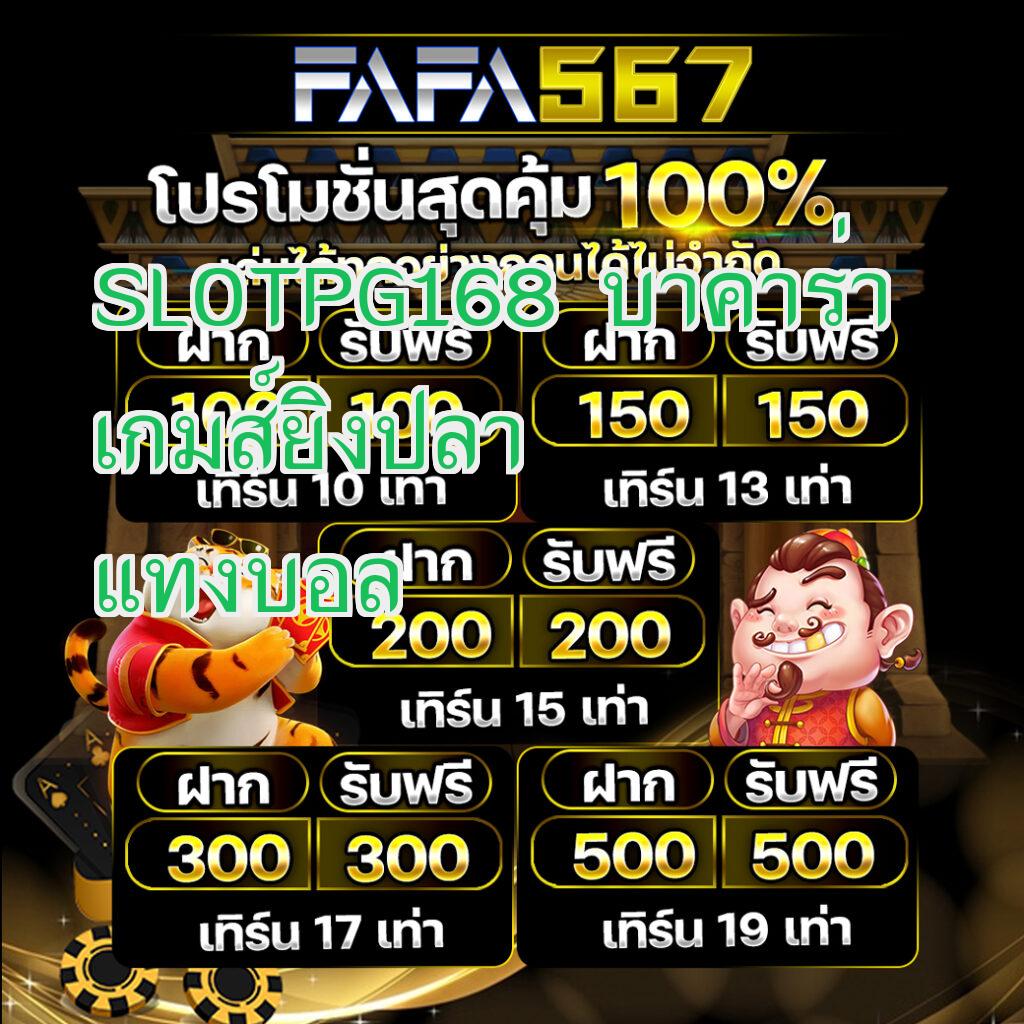 FAFA567
โปรโมชั่นสุดคุ้ม 100%
SLOTPG168 บาคาร่า
ฝาก รับฟรี
ฝาก รับฟรี
100 100
150 150
เกมส์ยิงปลา
เทิร์น 10 เท่า
เทิร์น 13 เท่า
แทงบอล
ฝาก รับฟรี
200 200
เทิร์น 15 เท่า
ฝาก รับฟรี
ฝาก รับฟรี
300 300
500 500
เทิร์น 17 เท่า
เทิร์น 19 เท่า